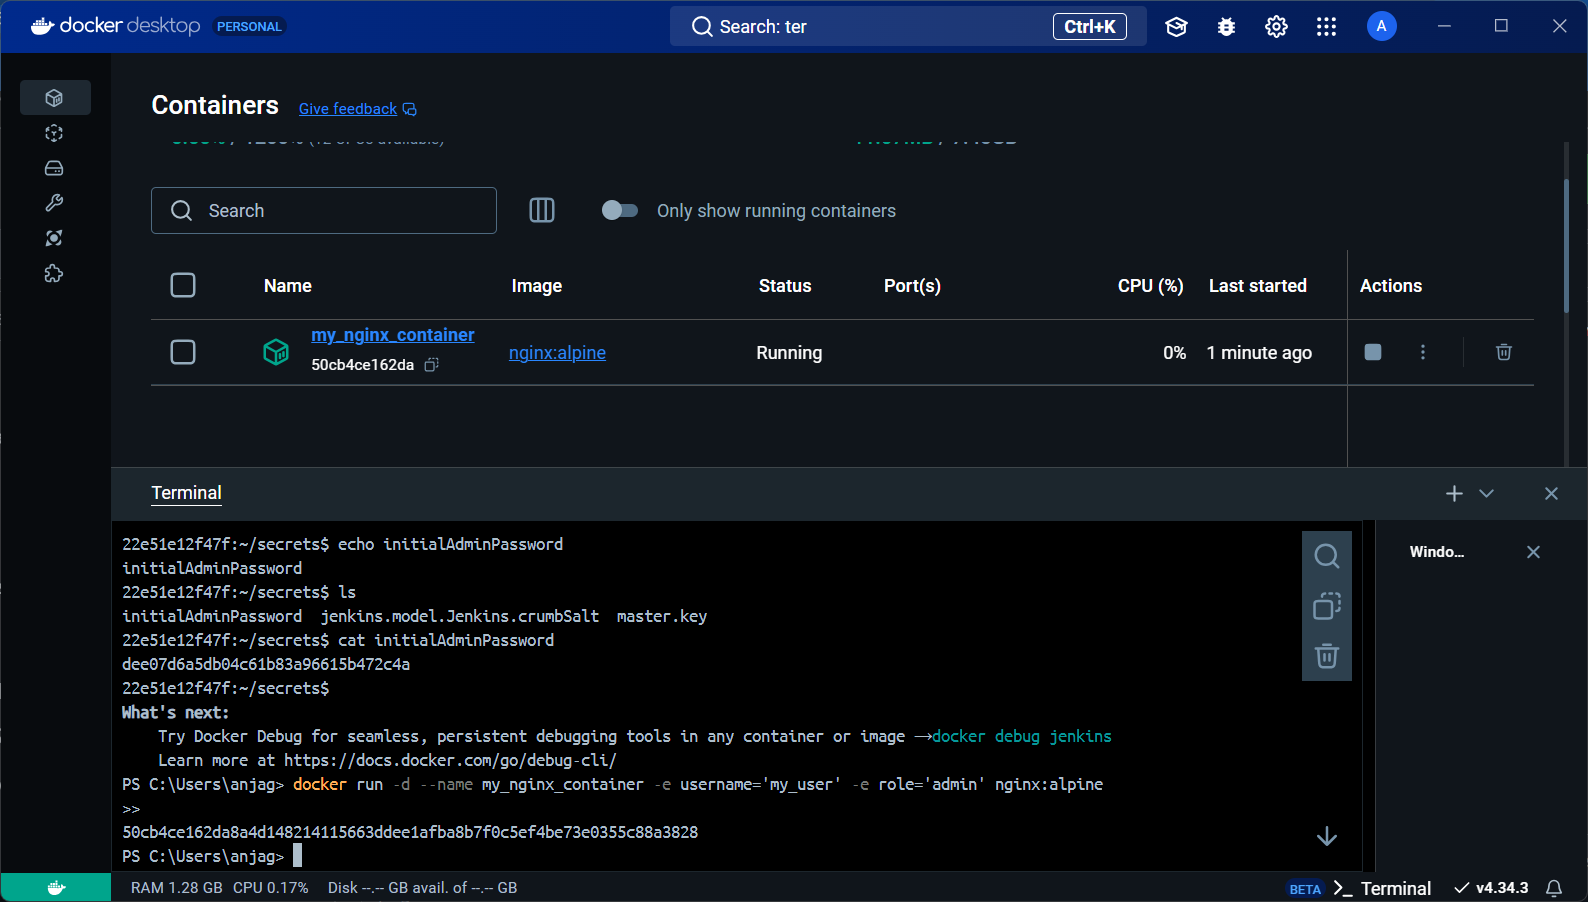 docker desktop PERSONAL
Search: ter
Ctrl+K
A
Containers
Give feedback
Search
Only show running containers
Name Image Status Port(s) CPU (%) Last started Actions
my_nginx_container
50cb4ce162da
nginx:alpine
Running
0%
1 minute ago
Terminal
Windo...
22e51e12f47f:~/secrets$ echo initialAdminPassword
initialAdminPassword
22e51e12f47f:~/secrets$ ls
initialAdminPassword  jenkins.model.Jenkins.crumbSalt  master.key
22e51e12f47f:~/secrets$ cat initialAdminPassword
dee07d6a5db04c61b83a96615b472c4a
22e51e12f47f:~/secrets$
What's next:
Try Docker Debug for seamless, persistent debugging tools in any container or image →docker debug jenkins
Learn more at https://docs.docker.com/go/debug-cli/
PS C:\Users\anjag> docker run -d --name my_nginx_container -e username='my_user' -e role='admin' nginx:alpine
>>
50cb4ce162da8a4d148214115663ddee1afba8b7f0c5ef4be73e0355c88a3828
PS C:\Users\anjag>
RAM 1.28 GB CPU 0.17% Disk --.-- GB avail. of --.-- GB
BETA >_ Terminal
v4.34.3